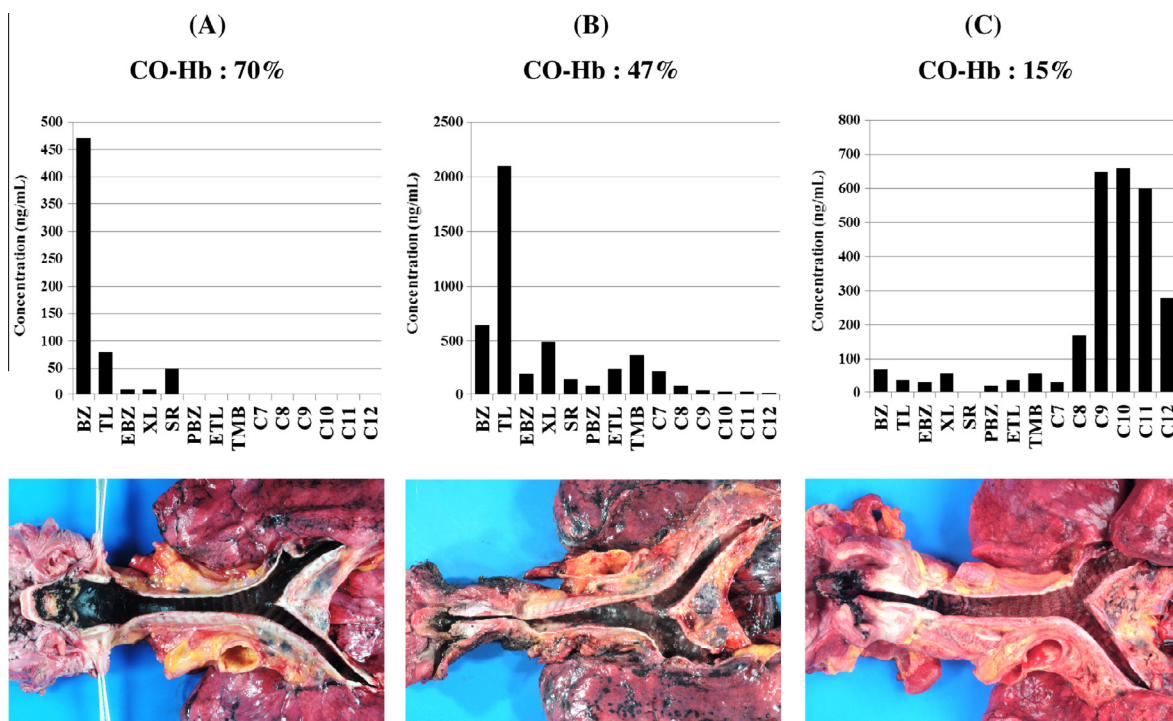 (A)
CO-Hb : 70%
Concentration (ng/mL)
500
450
400
350
300
250
200
150
100
50
0
BZ
TL
EBZ
XL
SR
PBZ
ETL
TMB
C7
C8
C9
C10
C11
C12
(B)
CO-Hb : 47%
Concentration (ng/mL)
2500
2000
1500
1000
500
0
BZ
TL
EBZ
XL
SR
PBZ
ETL
TMB
C7
C8
C9
C10
C11
C12
(C)
CO-Hb : 15%
Concentration (ng/mL)
800
700
600
500
400
300
200
100
0
BZ
TL
EBZ
XL
SR
PBZ
ETL
TMB
C7
C8
C9
C10
C11
C12